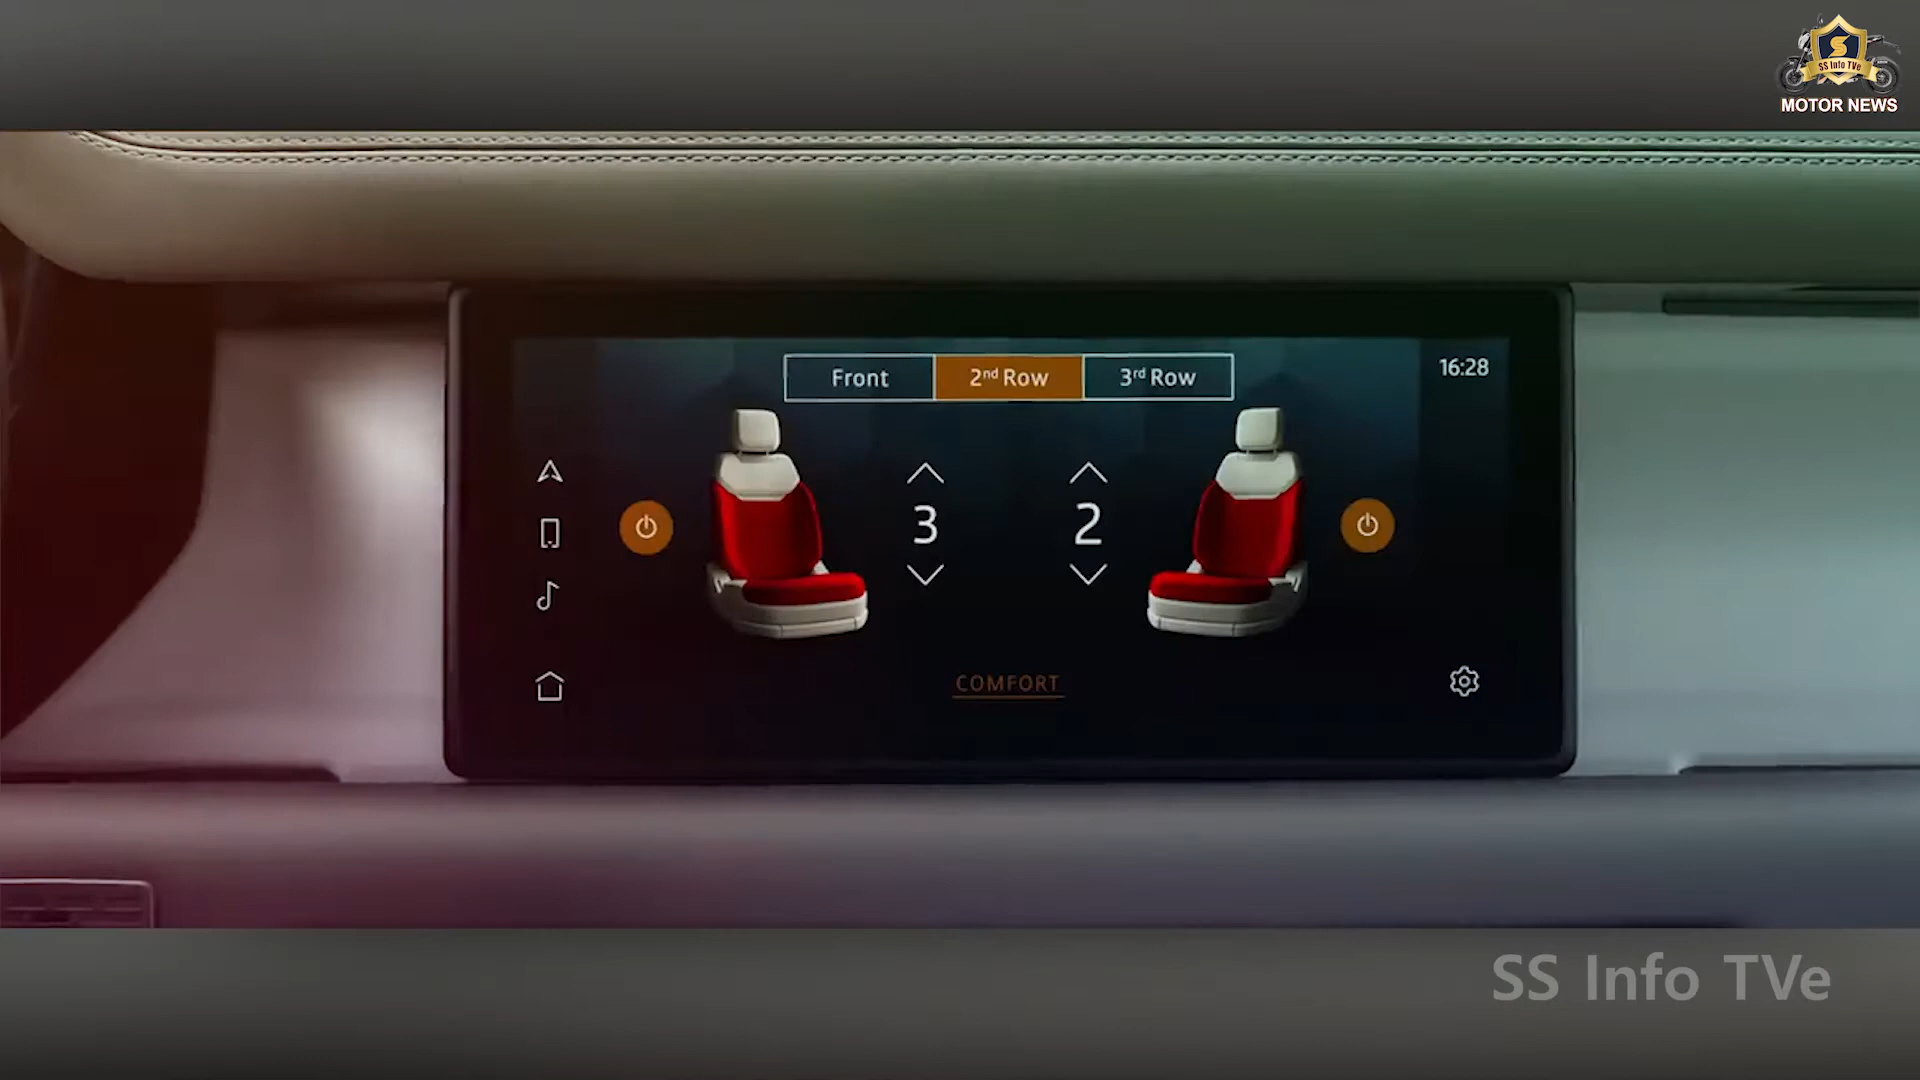 SS Info TVe
MOTOR NEWS
Front
2nd Row
3rd Row
16:28
3
2
COMFORT
SS Info TVe